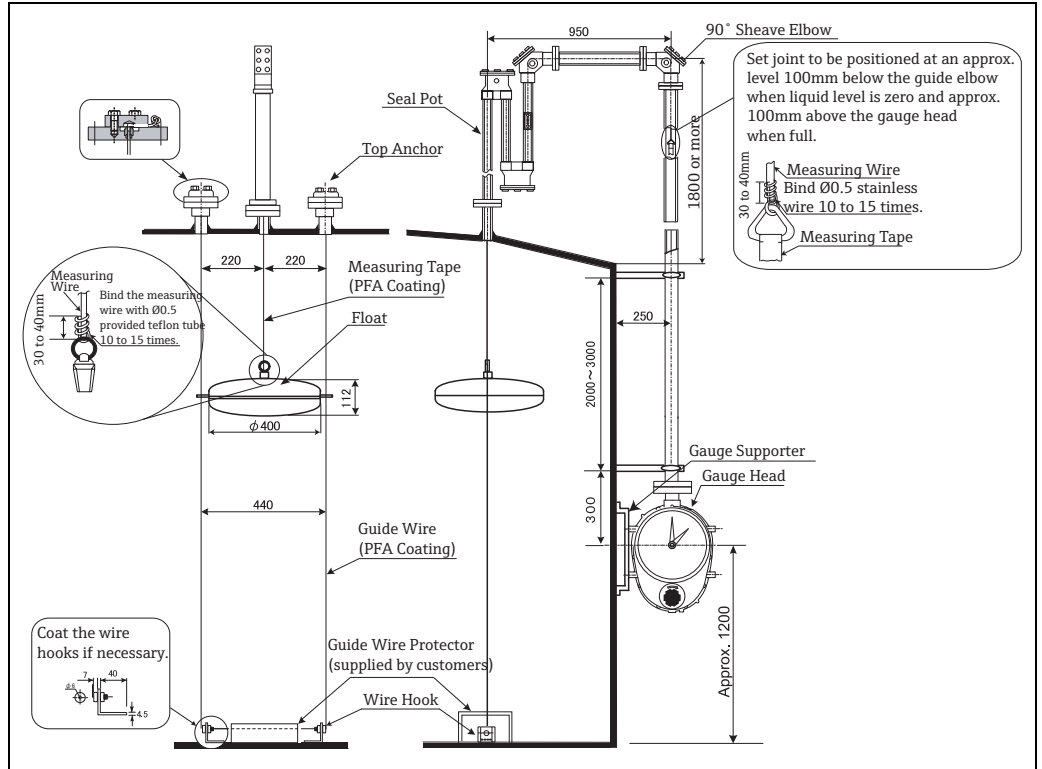 950
90˚ Sheave Elbow
Set joint to be positioned at an approx.
level 100mm below the guide elbow
when liquid level is zero and approx.
100mm above the gauge head
when full.
30 to 40mm
Measuring Wire
Bind Ø0.5 stainless
wire 10 to 15 times.
Measuring Tape
Seal Pot
Top Anchor
1800 or more
220
220
Measuring Tape
(PFA Coating)
Float
Measuring
Wire
Bind the measuring
wire with Ø0.5
provided teflon tube
10 to 15 times.
30 to 40mm
112
ϕ 400
250
2000~3000
Gauge Supporter
Gauge Head
300
440
Guide Wire
(PFA Coating)
Approx. 1200
Coat the wire
hooks if necessary.
7
40
4.5
Guide Wire Protector
(supplied by customers)
Wire Hook